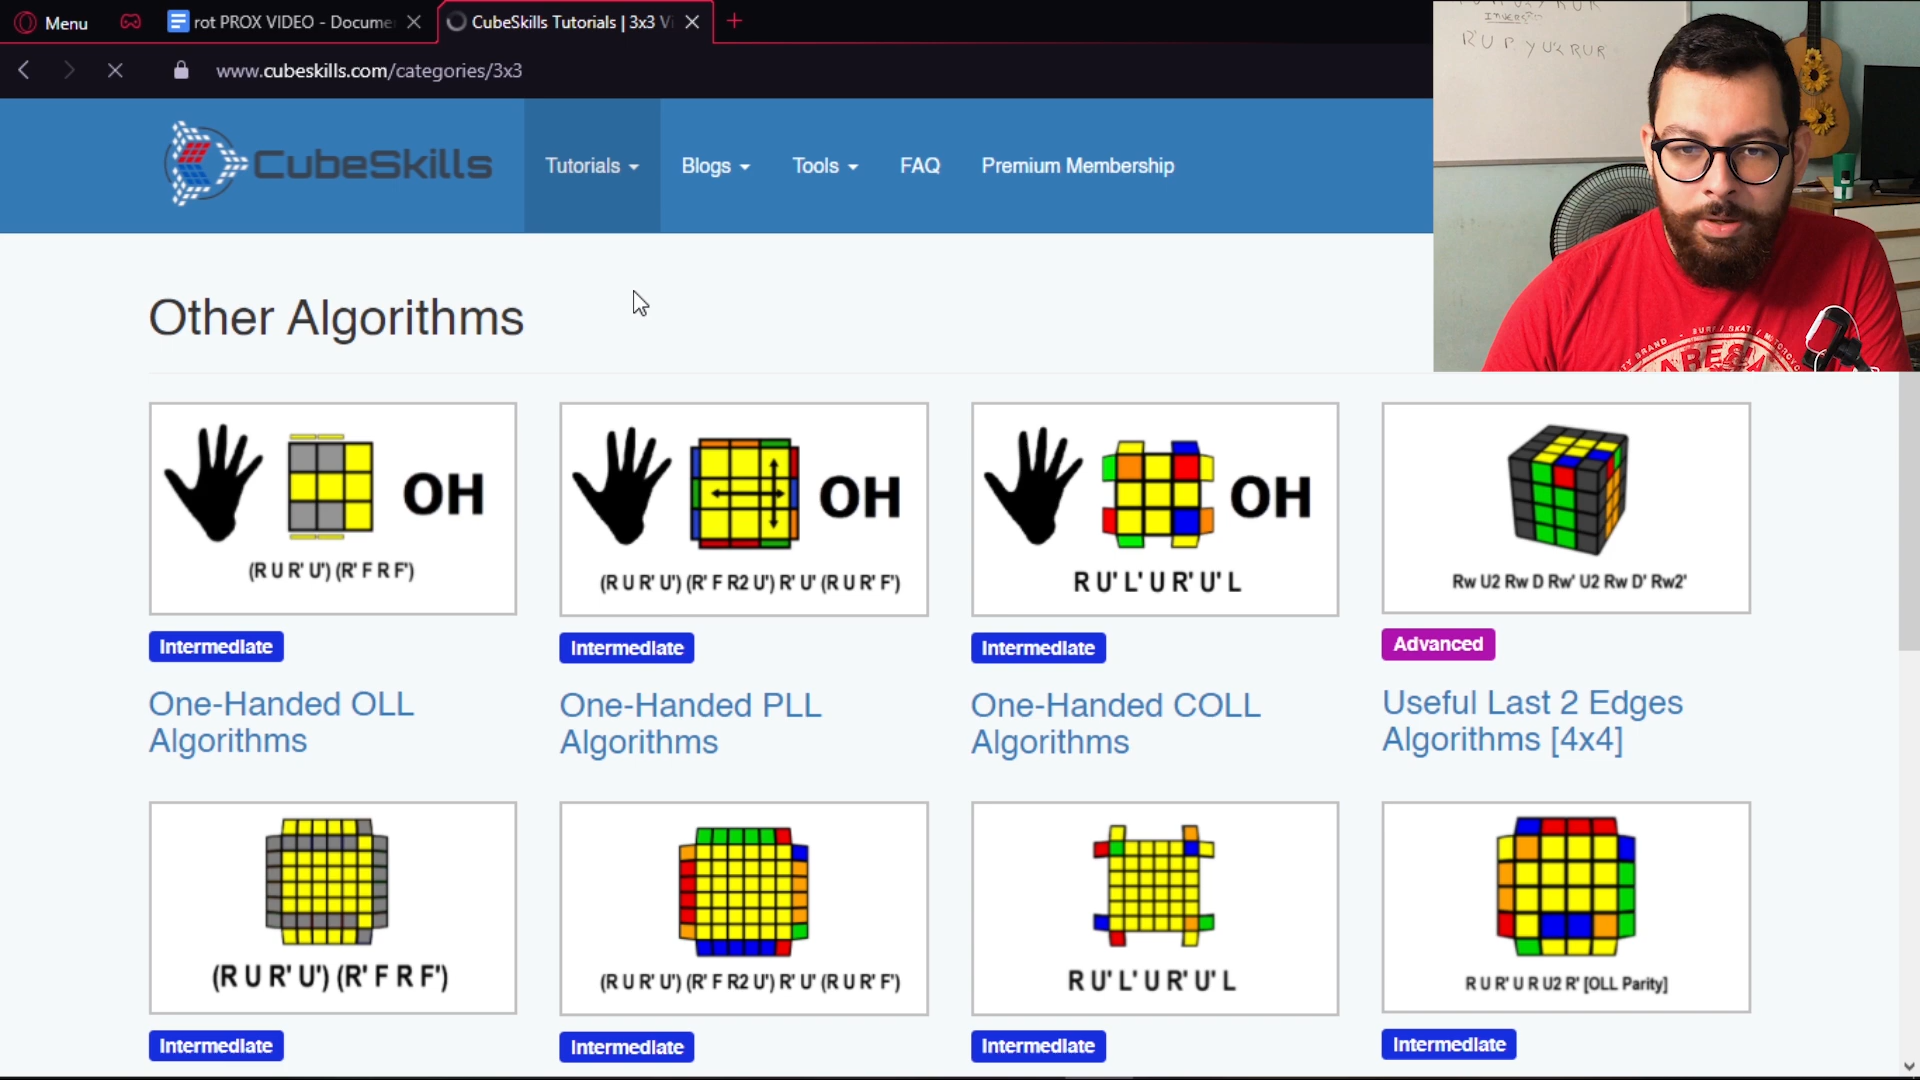 Menu
rot PROX VIDEO - Docume
CubeSkills Tutorials | 3x3 Vi
www.cubeskills.com/categories/3x3
INVERSÃO
R' U R y U'R R U R
CubeSkills
Tutorials
Blogs
Tools
FAQ
Premium Membership
Other Algorithms
OH
(R U R' U') (R' F R F')
OH
(R U R' U') (R' F R2 U') R' U' (R U R' F')
OH
R U' L' U R' U' L
Rw U2 Rw D Rw' U2 Rw D' Rw2'
Intermediate
Intermediate
Intermediate
Advanced
One-Handed OLL
Algorithms
One-Handed PLL
Algorithms
One-Handed COLL
Algorithms
Useful Last 2 Edges
Algorithms [4x4]
(R U R' U') (R' F R F')
(R U R' U') (R' F R2 U') R' U' (R U R' F')
R U' L' U R' U' L
R U R' U R U2 R' [OLL Parity]
Intermediate
Intermediate
Intermediate
Intermediate